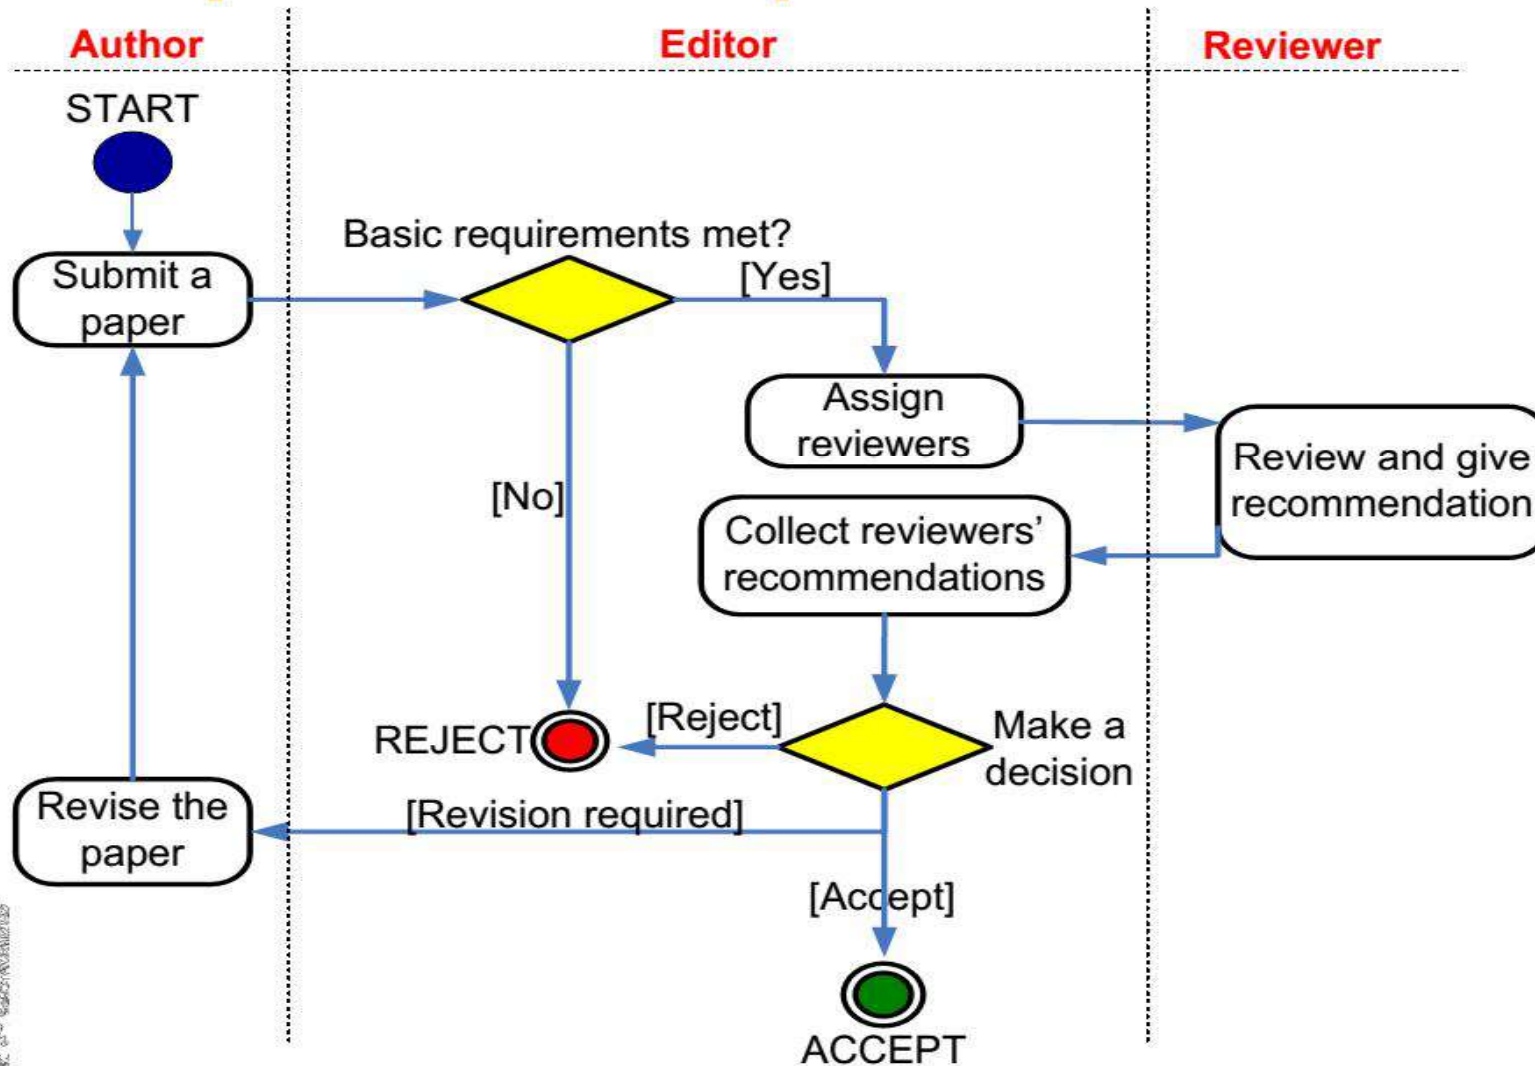 Author
Editor
Reviewer
START
Basic requirements met?
[Yes]
Submit a
paper
Assign
reviewers
Review and give
recommendation
[No]
Collect reviewers’
recommendations
REJECT
[Reject]
Make a
decision
Revise the
paper
[Revision required]
[Accept]
ACCEPT